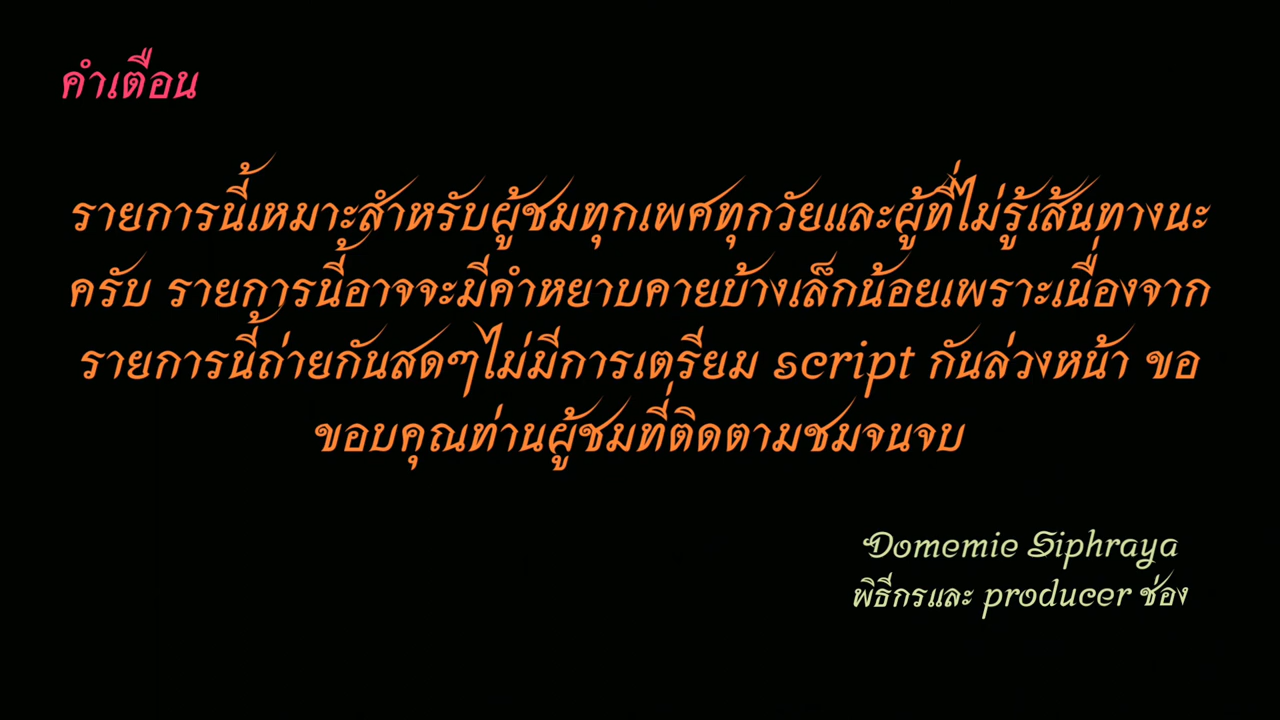 คำเตือน
รายการนี้เหมาะสำหรับผู้ชมทุกเพศทุกวัยและผู้ที่ไม่รู้เส้นทางนะ
ครับ รายการนี้อาจจะมีคำหยาบคายบ้างเล็กน้อยเพราะเนื่องจาก
รายการนี้ถ่ายกันสดๆไม่มีการเตรียม script กันล่วงหน้า ขอ
ขอบคุณท่านผู้ชมที่ติดตามชมจนจบ
Domemie Siphraya
พิธีกรและ producer ช่อง